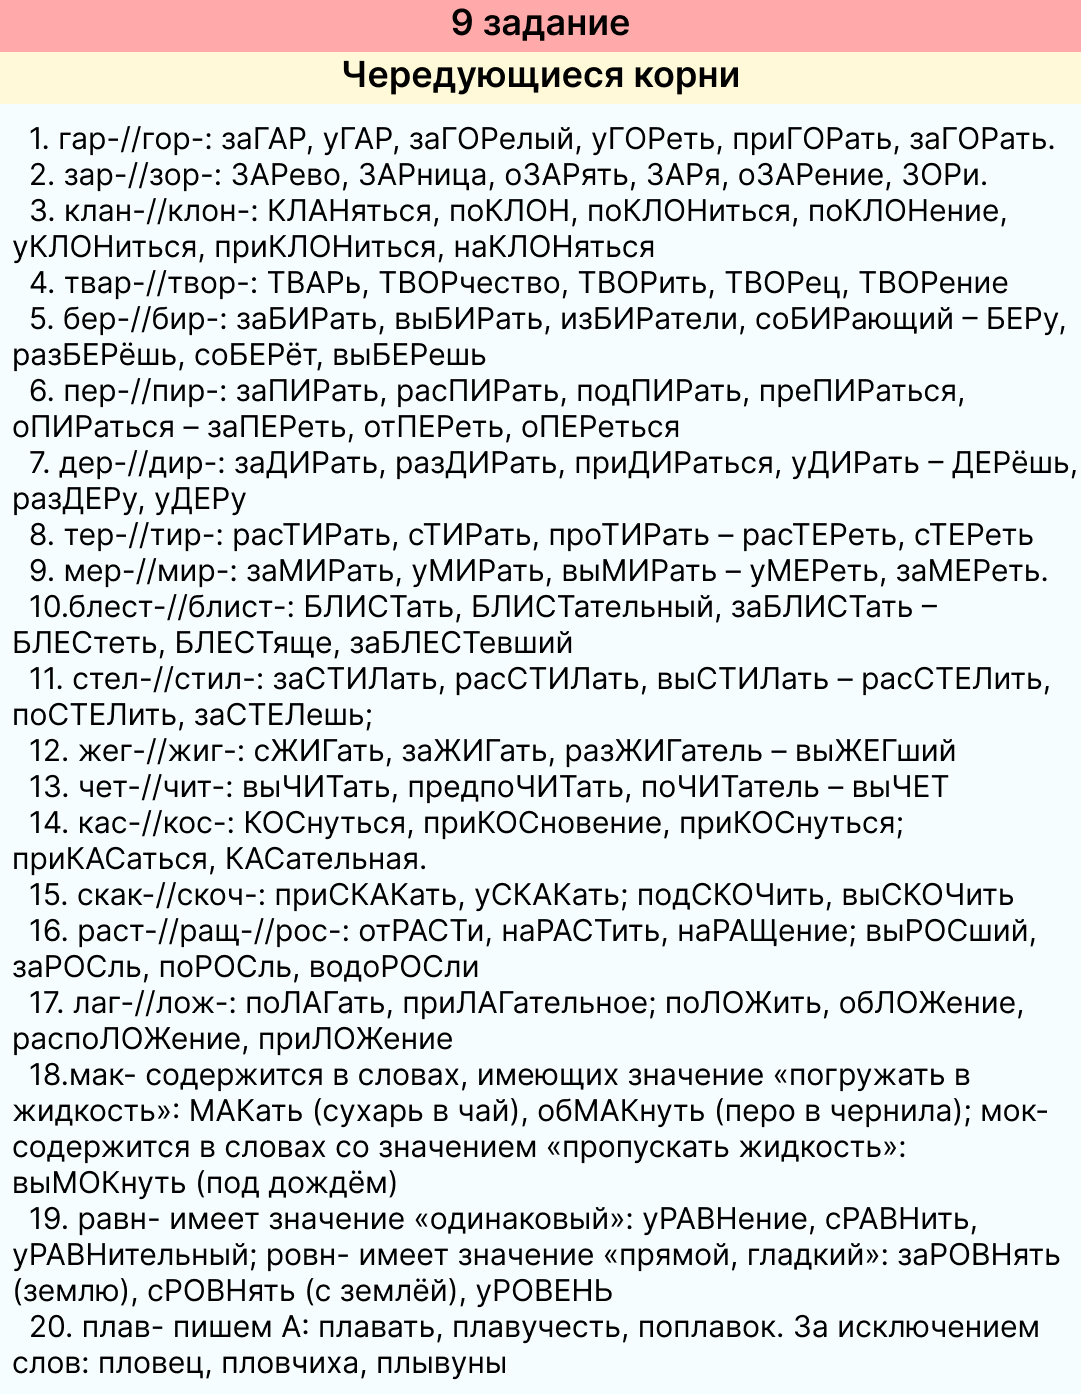 9 задание
Чередующиеся корни
1. гар-//гор-: заГАР, уГАР, заГОРелый, уГОРеть, приГОРать, заГОРать.
2. зар-//зор-: ЗАРево, ЗАРница, оЗАРять, ЗАРя, оЗАРение, ЗОРи.
3. клан-//клон-: КЛАНяться, поКЛОН, поКЛОНиться, поКЛОНение,
уКЛОНиться, приКЛОНиться, наКЛОНяться
4. твар-//твор-: ТВАРь, ТВОРчество, ТВОРить, ТВОРец, ТВОРение
5. бер-//бир-: заБИРать, выБИРать, изБИРатели, соБИРающий – БЕРу,
разБЕРёшь, соБЕРёт, выБЕРешь
6. пер-//пир-: заПИРать, расПИРать, подПИРать, преПИРаться,
оПИРаться – заПЕРеть, отПЕРеть, оПЕРеться
7. дер-//дир-: заДИРать, разДИРать, приДИРаться, уДИРать – ДЕРёшь,
разДЕРу, уДЕРу
8. тер-//тир-: расТИРать, сТИРать, проТИРать – расТЕРеть, сТЕРеть
9. мер-//мир-: заМИРать, уМИРать, выМИРать – уМЕРеть, заМЕРеть.
10.блест-//блист-: БЛИСТать, БЛИСТательный, заБЛИСТать –
БЛЕСтеть, БЛЕСТяще, заБЛЕСТевший
11. стел-//стил-: заСТИЛать, расСТИЛать, выСТИЛать – расСТЕЛить,
поСТЕЛить, заСТЕЛешь;
12. жег-//жиг-: сЖИГать, заЖИГать, разЖИГатель – выЖЕГший
13. чет-//чит-: выЧИТать, предпоЧИТать, поЧИТатель – выЧЕТ
14. кас-//кос-: КОСнуться, приКОСновение, приКОСнуться;
приКАСаться, КАСательная.
15. скак-//скоч-: приСКАКать, уСКАКать; подСКОЧить, выСКОЧить
16. раст-//ращ-//рос-: отРАСТи, наРАСТить, наРАЩение; выРОСший,
заРОСль, поРОСль, водоРОСли
17. лаг-//лож-: поЛАГать, приЛАГательное; поЛОЖить, обЛОЖение,
распоЛОЖение, приЛОЖение
18.мак- содержится в словах, имеющих значение «погружать в
жидкость»: МАКать (сухарь в чай), обМАКнуть (перо в чернила); мок-
содержится в словах со значением «пропускать жидкость»:
выМОКнуть (под дождём)
19. равн- имеет значение «одинаковый»: уРАВНение, сРАВНить,
уРАВНительный; ровн- имеет значение «прямой, гладкий»: заРОВНять
(землю), сРОВНять (с землёй), уРОВЕНЬ
20. плав- пишем А: плавать, плавучесть, поплавок. За исключением
слов: пловец, пловчиха, плывуны